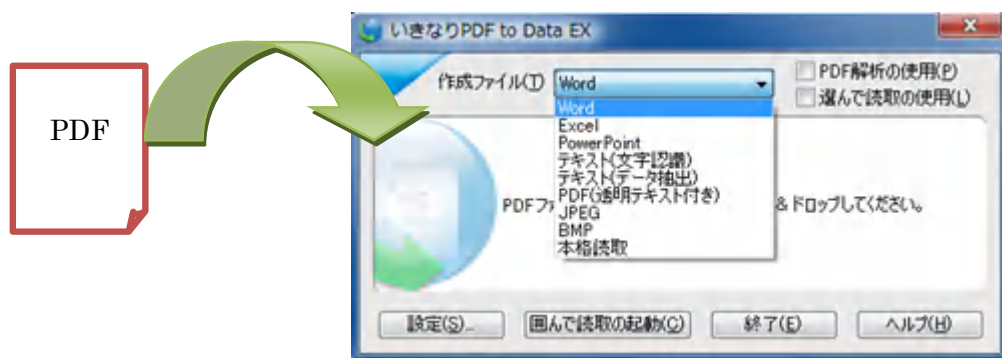 PDF
いきなりPDF to Data EX
作成ファイル(T) Word
PDF解析の使用(P)
選んで読取の使用(L)
Word
Excel
PowerPoint
テキスト(文字認識)
テキスト(データ抽出)
PDF(透明テキスト付き)
JPEG
BMP
本格読取
PDFフ
& ドロップしてください。
設定(S)...
囲んで読取の起動(C)
終了(E)
ヘルプ(H)